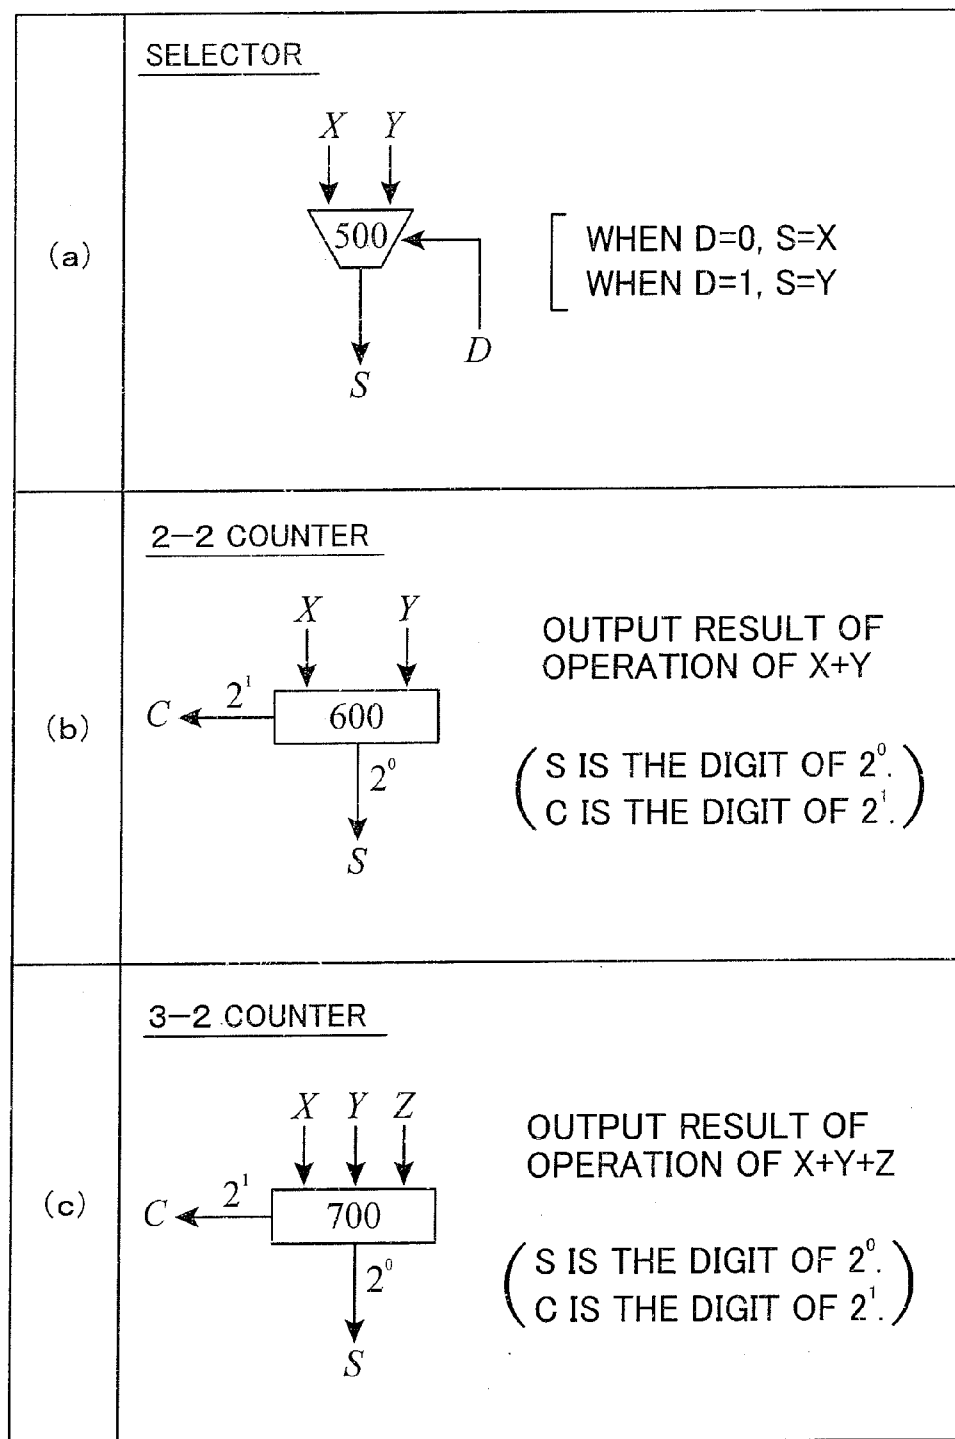 SELECTOR
X Y
500
(a)
WHEN D=0, S=X
WHEN D=1, S=Y
D
S
2-2 COUNTER
X Y
OUTPUT RESULT OF
OPERATION OF X+Y
C 2¹ 600
(b)
2⁰
S IS THE DIGIT OF 2⁰.
C IS THE DIGIT OF 2¹.
S
3-2 COUNTER
X Y Z
OUTPUT RESULT OF
OPERATION OF X+Y+Z
(c)
C 2¹ 700
2⁰
S IS THE DIGIT OF 2⁰.
C IS THE DIGIT OF 2¹.
S